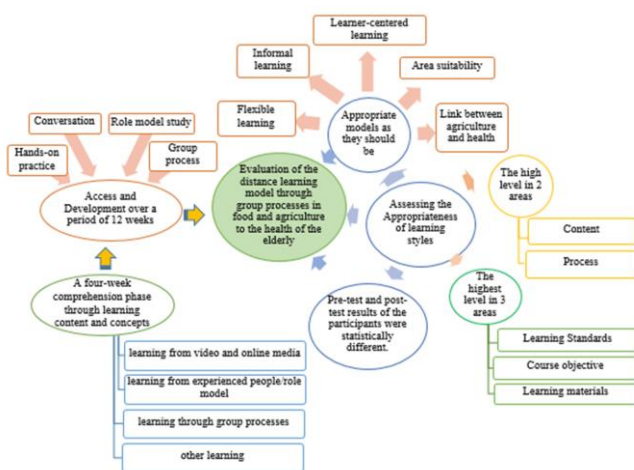 Learner-centered
learning
Informal
learning
Area suitability
Flexible
learning
Appropriate
models as
they should
be
Link between
agriculture
and health
Conversation
Role model study
Hands-on
practice
Group
process
Access and
Development over a
period of 12 weeks
Evaluation of the
distance learning
model through
group processes in
food and agriculture
to the health of the
elderly
Assessing the
Appropriateness
of learning
styles
The high
level in 2
areas
Content
Process
A four-week
comprehension phase
through learning
content and concepts
Pre-test and post-
test results of the
participants were
statistically
different.
The
highest
level in 3
areas
Learning Standards
Course objective
Learning materials
learning from video and online media
learning from experienced people/role
model
learning through group processes
other learning